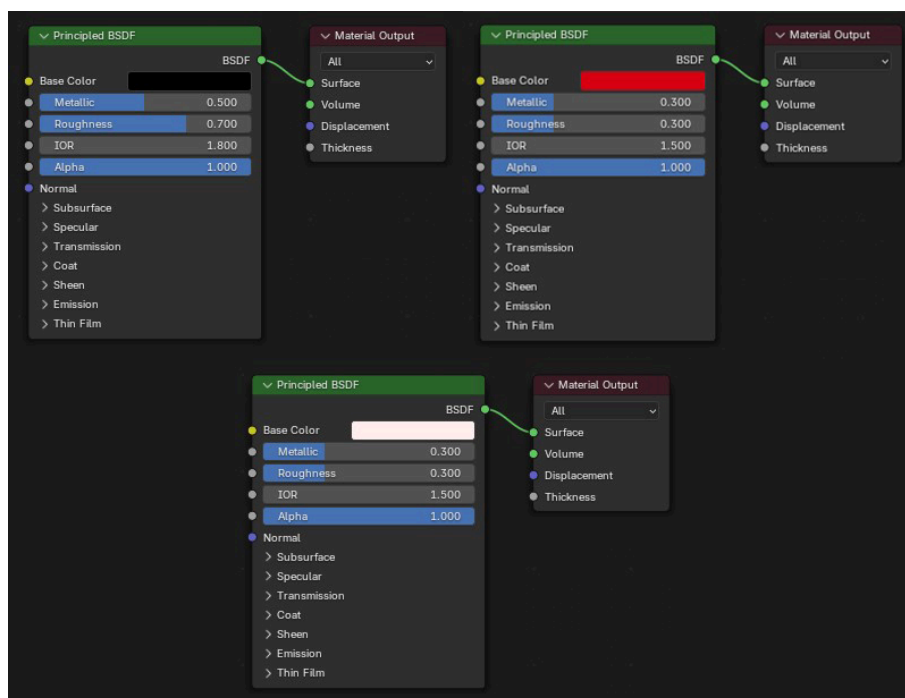 Principled BSDF
BSDF
Base Color
Metallic 0.500
Roughness 0.700
IOR 1.800
Alpha 1.000
Normal
Subsurface
Specular
Transmission
Coat
Sheen
Emission
Thin Film
Material Output
All
Surface
Volume
Displacement
Thickness
Principled BSDF
BSDF
Base Color
Metallic 0.300
Roughness 0.300
IOR 1.500
Alpha 1.000
Normal
Subsurface
Specular
Transmission
Coat
Sheen
Emission
Thin Film
Material Output
All
Surface
Volume
Displacement
Thickness
Principled BSDF
BSDF
Base Color
Metallic 0.300
Roughness 0.300
IOR 1.500
Alpha 1.000
Normal
Subsurface
Specular
Transmission
Coat
Sheen
Emission
Thin Film
Material Output
All
Surface
Volume
Displacement
Thickness